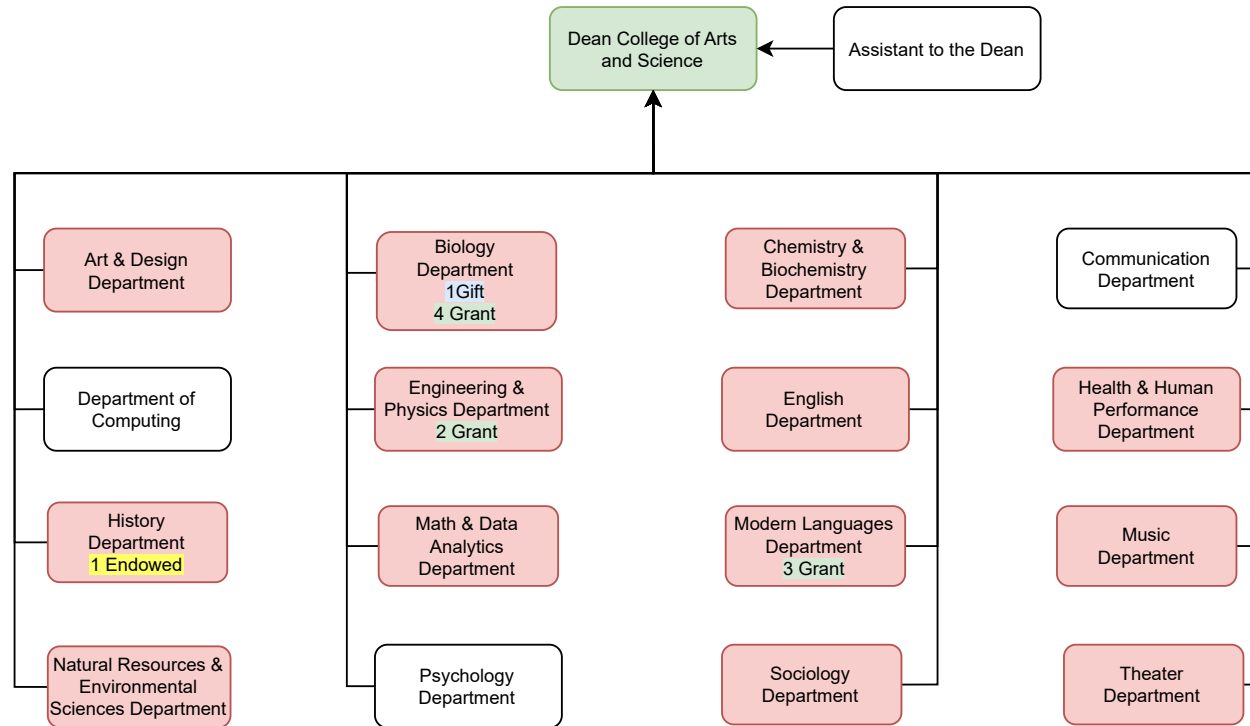 Dean College of Arts
and Science
Assistant to the Dean
Art & Design
Department
Biology
Department
1Gift
4 Grant
Chemistry &
Biochemistry
Department
Communication
Department
Department of
Computing
Engineering &
Physics Department
2 Grant
English
Department
Health & Human
Performance
Department
History
Department
1 Endowed
Math & Data
Analytics
Department
Modern Languages
Department
3 Grant
Music
Department
Natural Resources &
Environmental
Sciences Department
Psychology
Department
Sociology
Department
Theater
Department